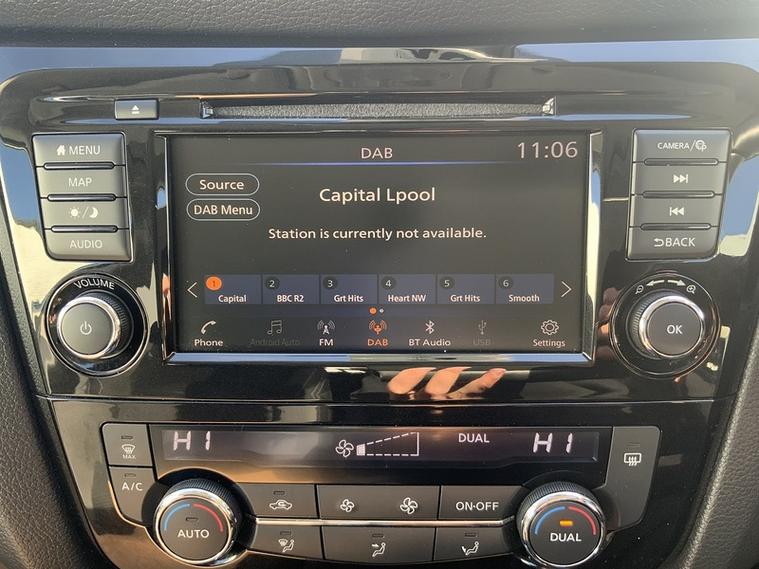 MENU
MAP
AUDIO
VOLUME
DAB
11:06
Source
Capital Lpool
DAB Menu
Station is currently not available.
1 Capital
2 BBC R2
3 Grt Hits
4 Heart NW
5 Grt Hits
6 Smooth
Phone
Android Auto
FM
DAB
BT Audio
USB
Settings
CAMERA/
BACK
OK
HI
DUAL
HI
MAX
A/C
AUTO
ON·OFF
DUAL